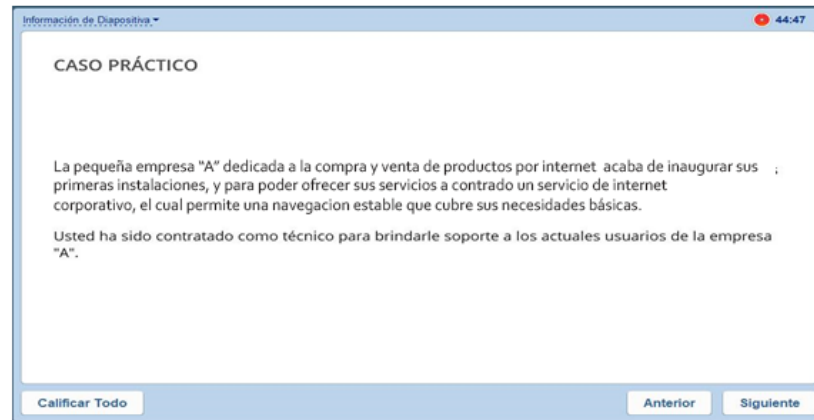 Información de Diapositiva
44:47
CASO PRÁCTICO
La pequeña empresa "A" dedicada a la compra y venta de productos por internet acaba de inaugurar sus ;
primeras instalaciones, y para poder ofrecer sus servicios a contrado un servicio de internet
corporativo, el cual permite una navegacion estable que cubre sus necesidades básicas.
Usted ha sido contratado como técnico para brindarle soporte a los actuales usuarios de la empresa
"A".
Calificar Todo
Anterior
Siguiente